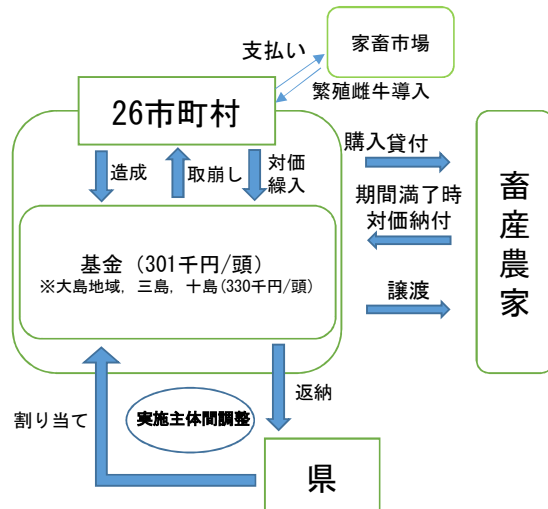 支払い
家畜市場
繁殖雌牛導入
26市町村
造成
取崩し
対価
繰入
購入貸付
期間満了時
対価納付
譲渡
畜産農家
基金（301千円/頭）
※大島地域，三島，十島(330千円/頭)
割り当て
実施主体間調整
返納
県